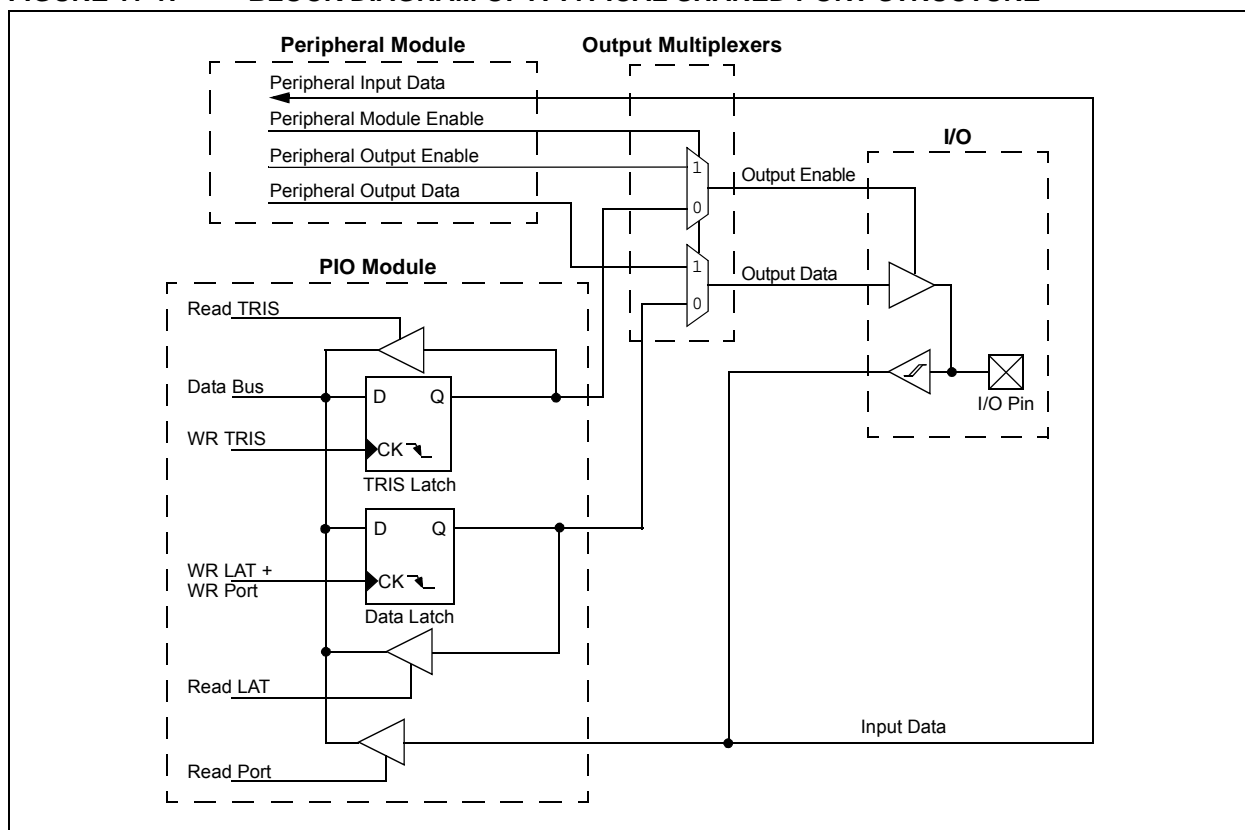 Peripheral Module
Output Multiplexers
Peripheral Input Data
Peripheral Module Enable
Peripheral Output Enable
Peripheral Output Data
1
0
1
0
Output Enable
Output Data
I/O
I/O Pin
PIO Module
Read TRIS
Data Bus
WR TRIS
D Q
CK
TRIS Latch
D Q
WR LAT +
WR Port
CK
Data Latch
Read LAT
Read Port
Input Data